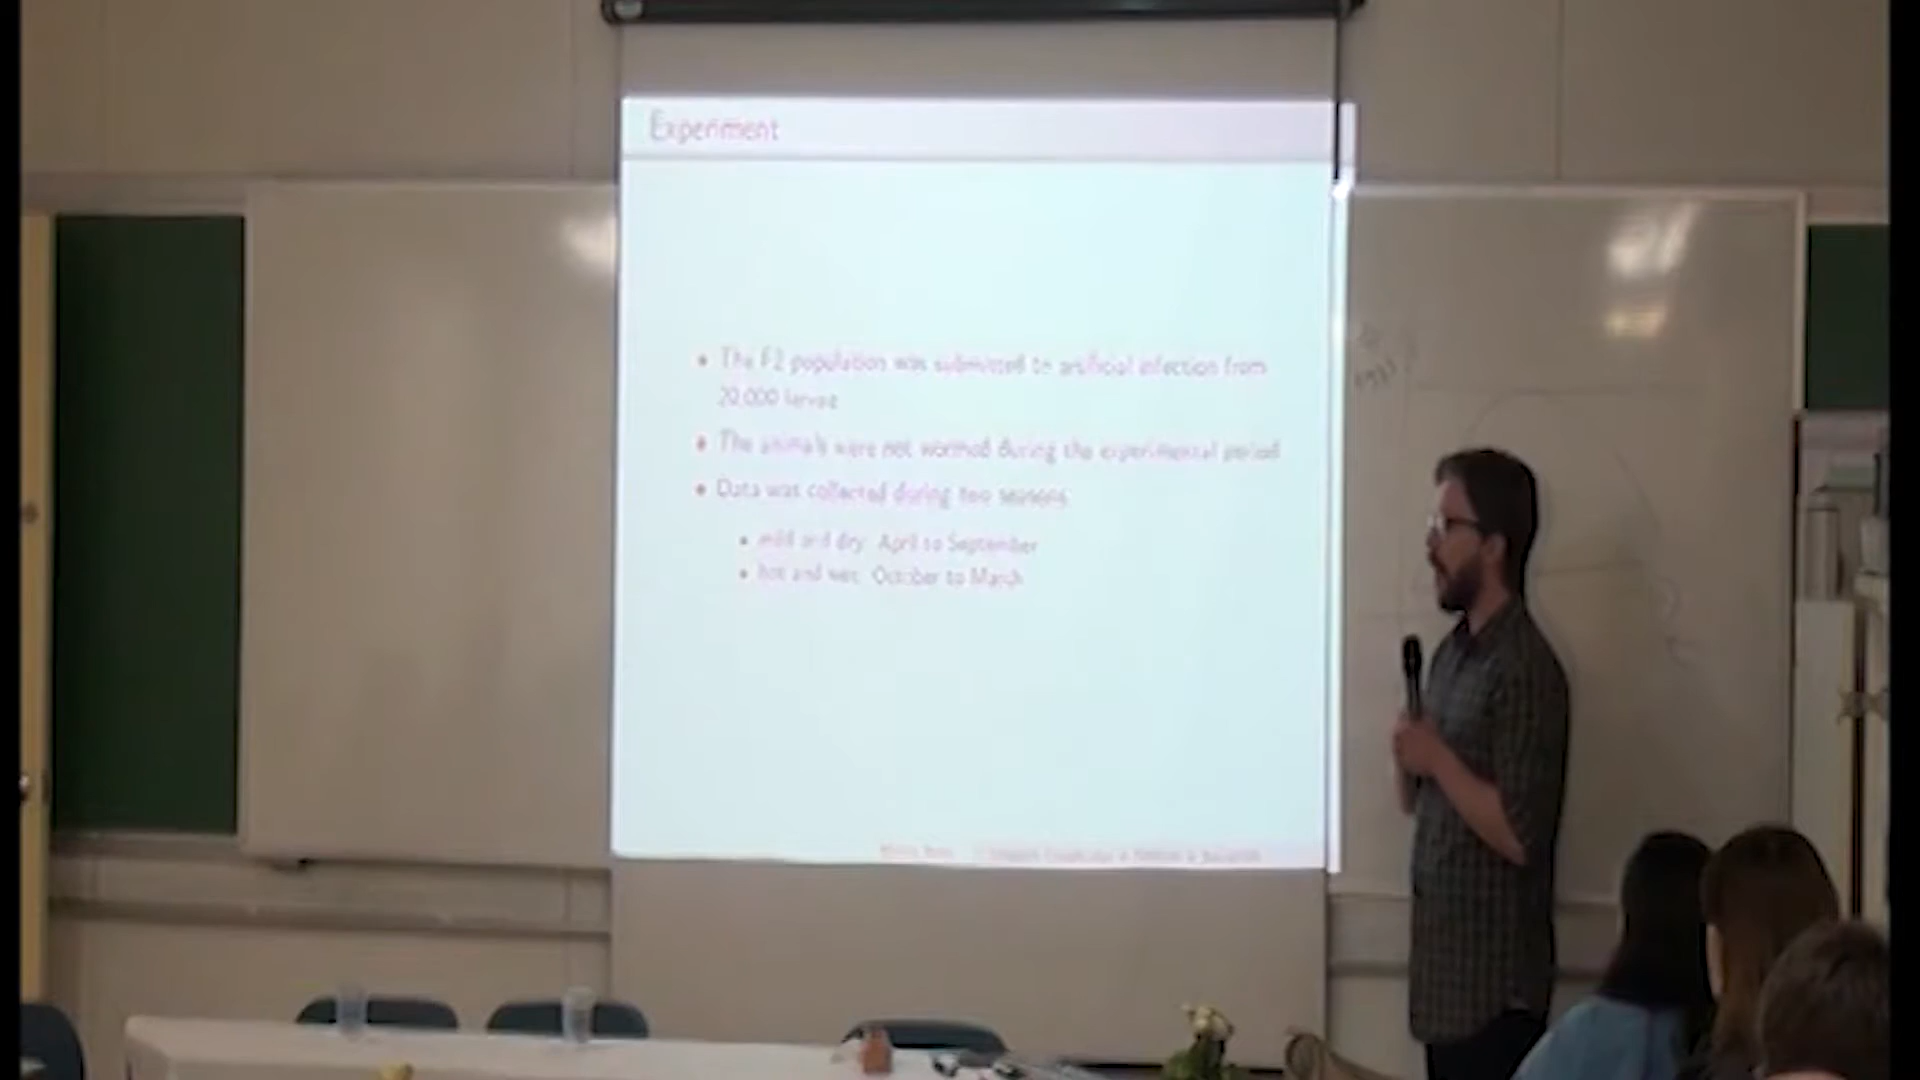 Experiment
The F2 population was submitted to artificial infection from
20,000 larvae
The animals were not wormed during the experimental period
Data was collected during two seasons
mild and dry: April to September
hot and wet: October to March